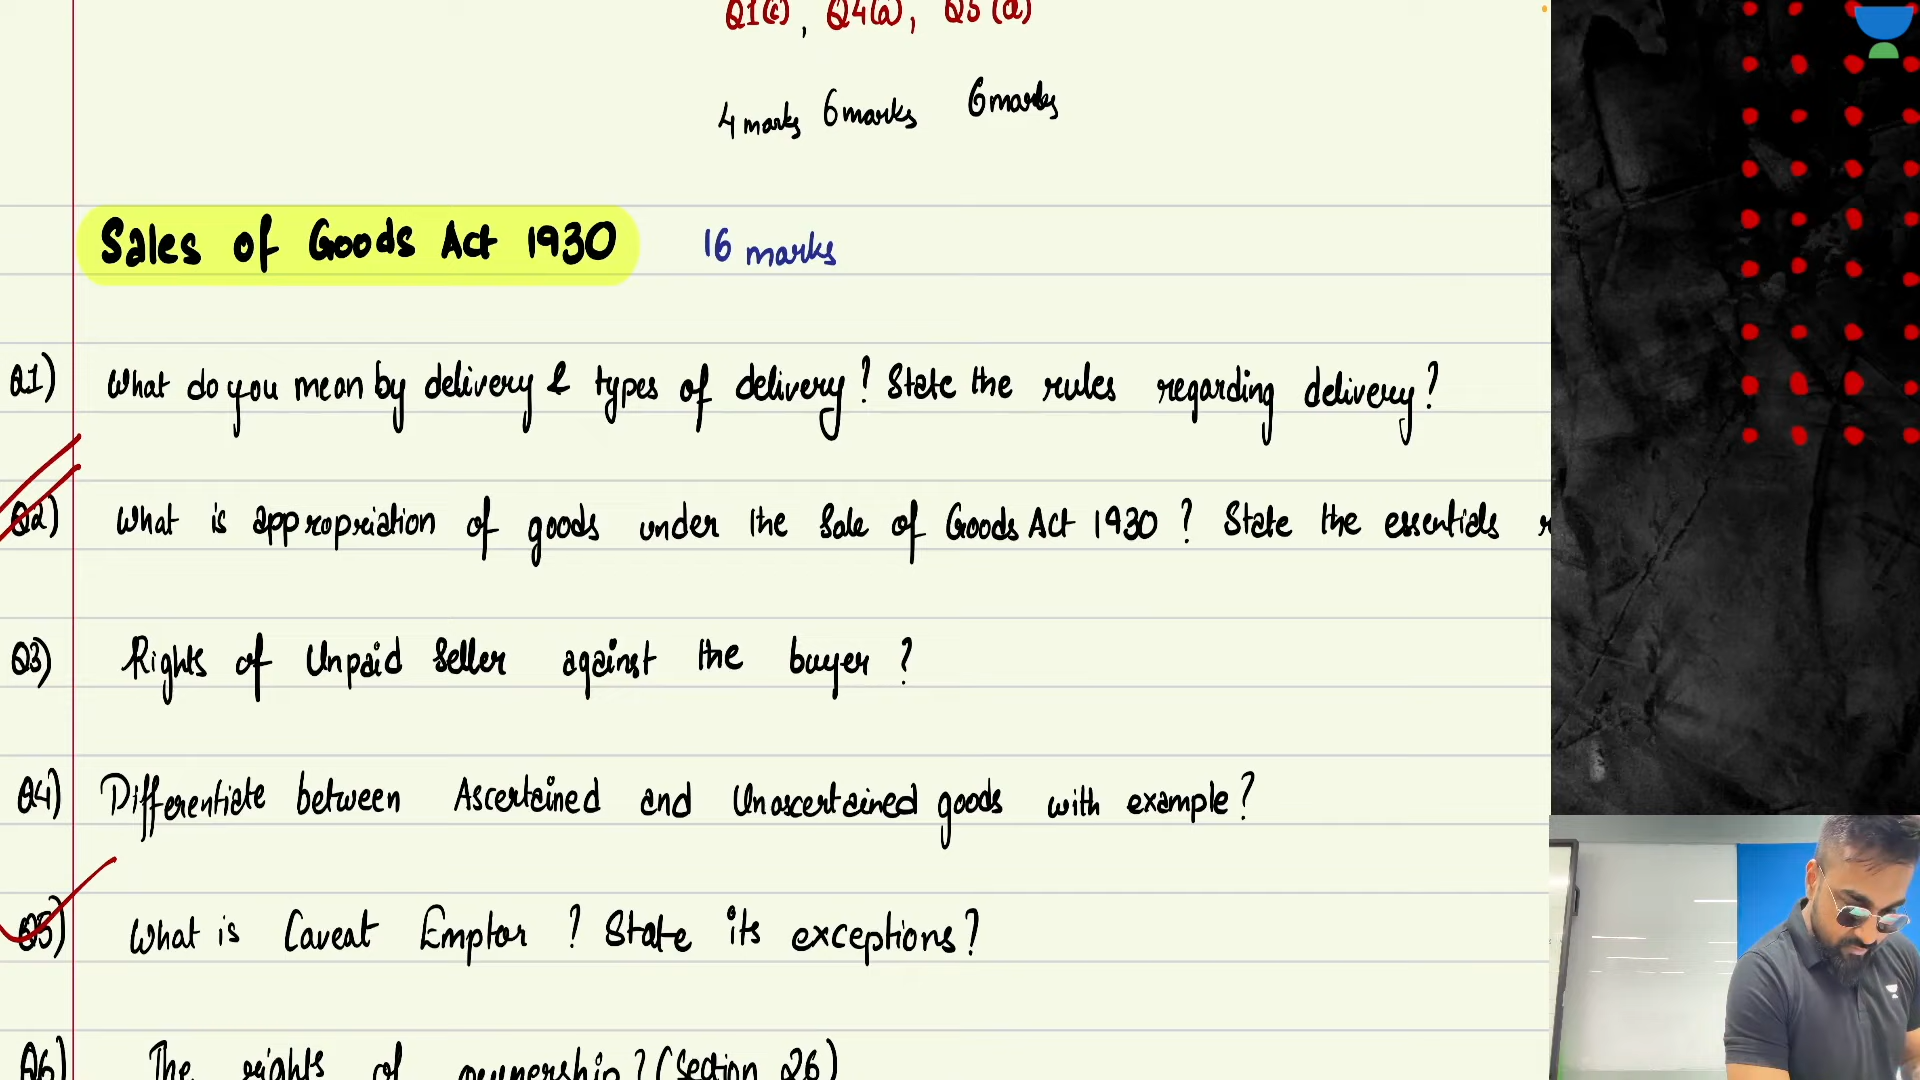 Q1(c), Q4(a), Q5(a)
4 marks 6 marks 6 marks
Sales of Goods Act 1930 16 marks
Q1) What do you mean by delivery & types of delivery? State the rules regarding delivery?
Q2) What is appropriation of goods under the Sale of Goods Act 1930? State the essentials
Q3) Rights of Unpaid Seller against the buyer?
Q4) Differentiate between Ascertained and Unascertained goods with example?
Q5) What is Caveat Emptor? State its exceptions?
Q6) The rights of ownership? (Section 26)